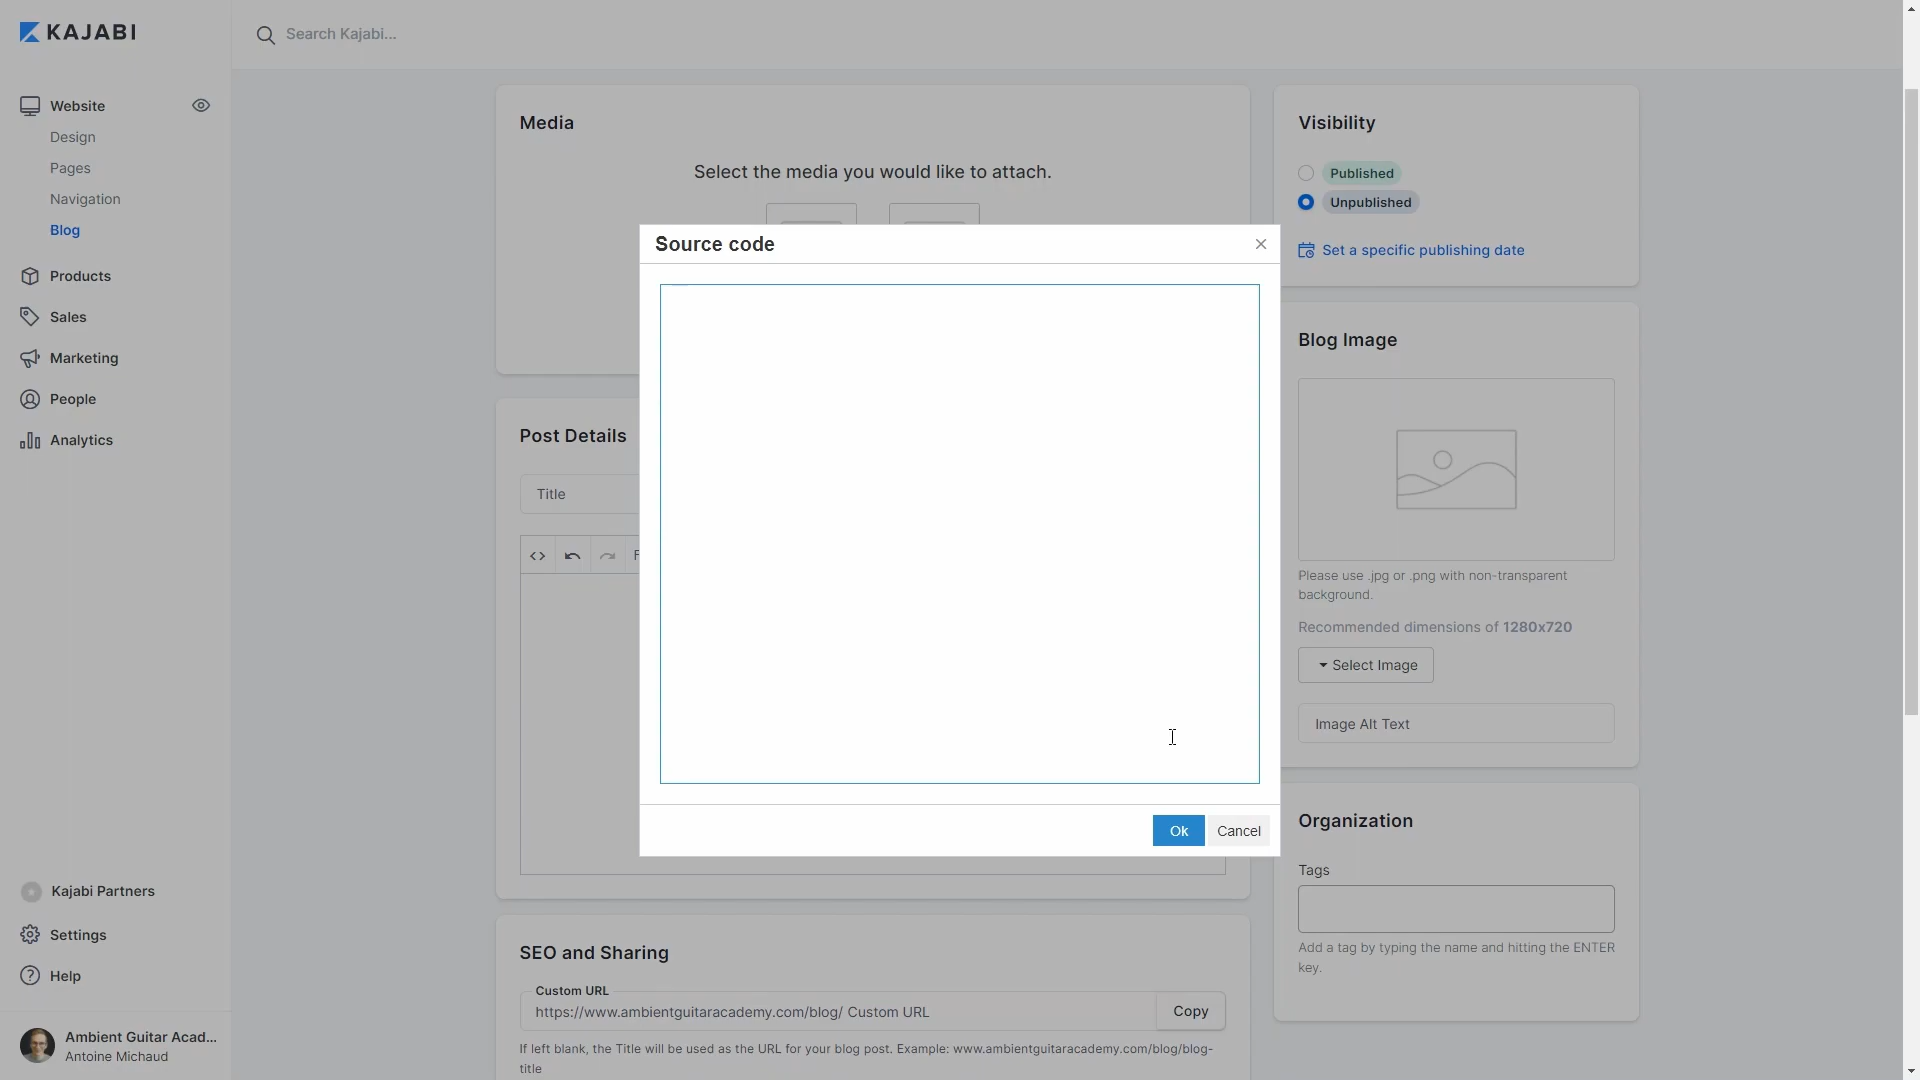 KAJABI
Search Kajabi...
Website
Design
Pages
Navigation
Blog
Products
Sales
Marketing
People
Analytics
Kajabi Partners
Settings
Help
Ambient Guitar Acad...
Antoine Michaud
Media
Select the media you would like to attach.
Source code
Post Details
Title
F
Ok
Cancel
SEO and Sharing
Custom URL
https://www.ambientguitaracademy.com/blog/ Custom URL
Copy
If left blank, the Title will be used as the URL for your blog post. Example: www.ambientguitaracademy.com/blog/blog-
title
Visibility
Published
Unpublished
Set a specific publishing date
Blog Image
Please use .jpg or .png with non-transparent
background.
Recommended dimensions of 1280x720
Select Image
Image Alt Text
Organization
Tags
Add a tag by typing the name and hitting the ENTER
key.